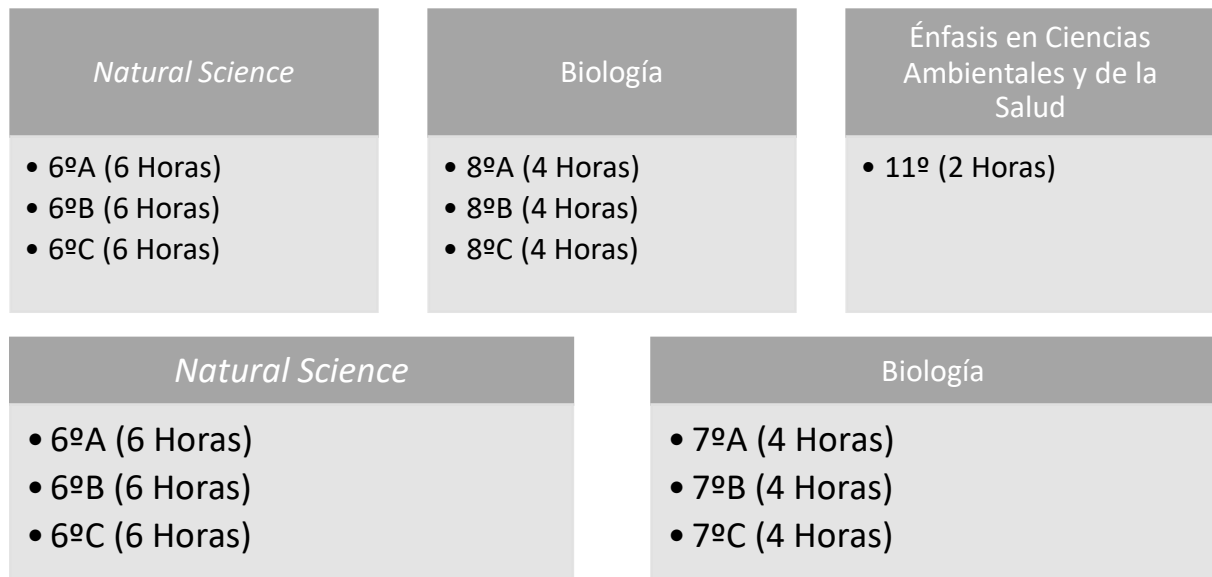 Natural Science
• 6ºA (6 Horas)
• 6ºB (6 Horas)
• 6ºC (6 Horas)
Biología
• 8ºA (4 Horas)
• 8ºB (4 Horas)
• 8ºC (4 Horas)
Énfasis en Ciencias
Ambientales y de la
Salud
• 11º (2 Horas)
Natural Science
• 6ºA (6 Horas)
• 6ºB (6 Horas)
• 6ºC (6 Horas)
Biología
• 7ºA (4 Horas)
• 7ºB (4 Horas)
• 7ºC (4 Horas)